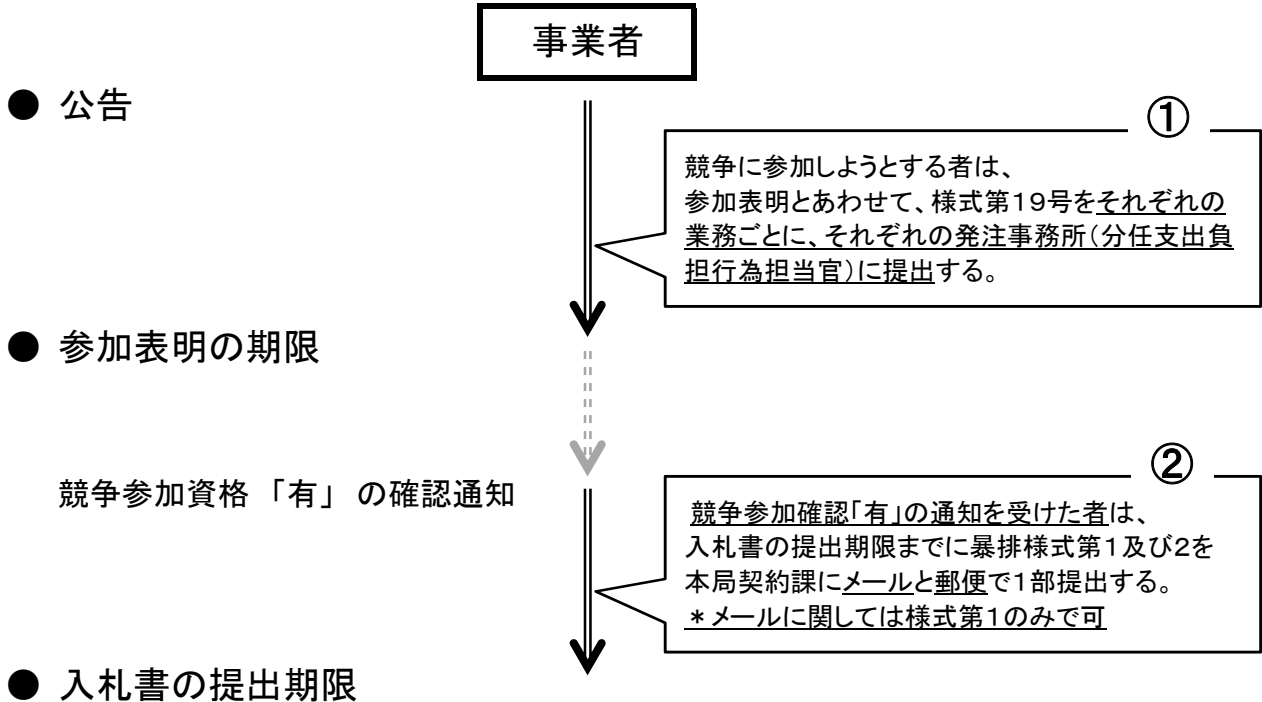 事業者
● 公告
①
競争に参加しようとする者は、
参加表明とあわせて、様式第19号をそれぞれの
業務ごとに、それぞれの発注事務所(分任支出負
担行為担当官)に提出する。
● 参加表明の期限
競争参加資格 「有」 の確認通知
②
競争参加確認「有」の通知を受けた者は、
入札書の提出期限までに暴排様式第1及び2を
本局契約課にメールと郵便で1部提出する。
*メールに関しては様式第1のみで可
● 入札書の提出期限